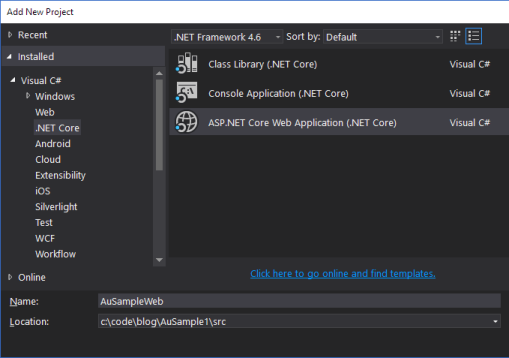 Add New Project
Recent
Installed
.NET Framework 4.6 Sort by: Default
Visual C#
Windows
Web
.NET Core
Android
Cloud
Extensibility
iOS
Silverlight
Test
WCF
Workflow
Online
Class Library (.NET Core) Visual C#
Console Application (.NET Core) Visual C#
ASP.NET Core Web Application (.NET Core) Visual C#
Click here to go online and find templates.
Name: AuSampleWeb
Location: c:\code\blog\AuSample1\src